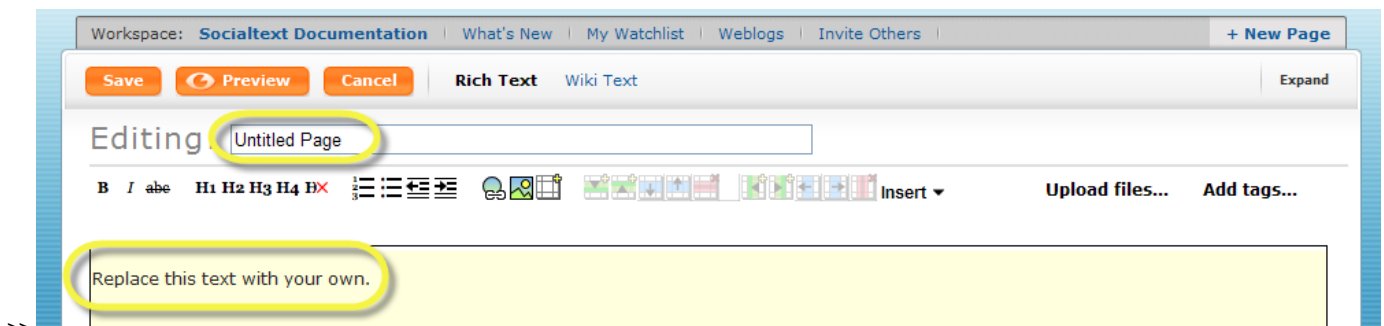 Workspace: Socialtext Documentation | What's New | My Watchlist | Weblogs | Invite Others | + New Page
Save Preview Cancel Rich Text Wiki Text Expand
Editing: Untitled Page
B I abc H1 H2 H3 H4 H Insert Upload files... Add tags...
Replace this text with your own.